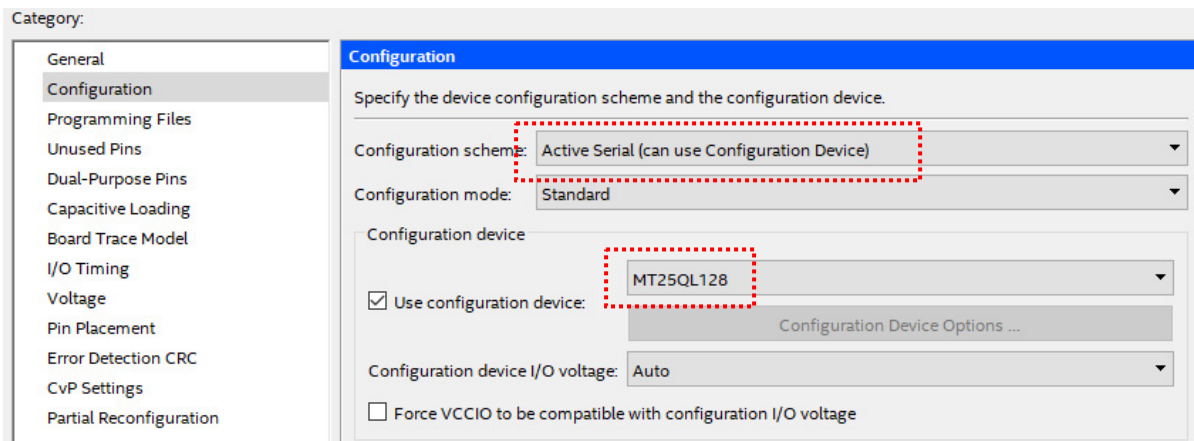 Category:
General
Configuration
Programming Files
Unused Pins
Dual-Purpose Pins
Capacitive Loading
Board Trace Model
I/O Timing
Voltage
Pin Placement
Error Detection CRC
CvP Settings
Partial Reconfiguration
Configuration
Specify the device configuration scheme and the configuration device.
Configuration scheme: Active Serial (can use Configuration Device)
Configuration mode: Standard
Configuration device
MT25QL128
Use configuration device:
Configuration Device Options ...
Configuration device I/O voltage: Auto
Force VCCIO to be compatible with configuration I/O voltage